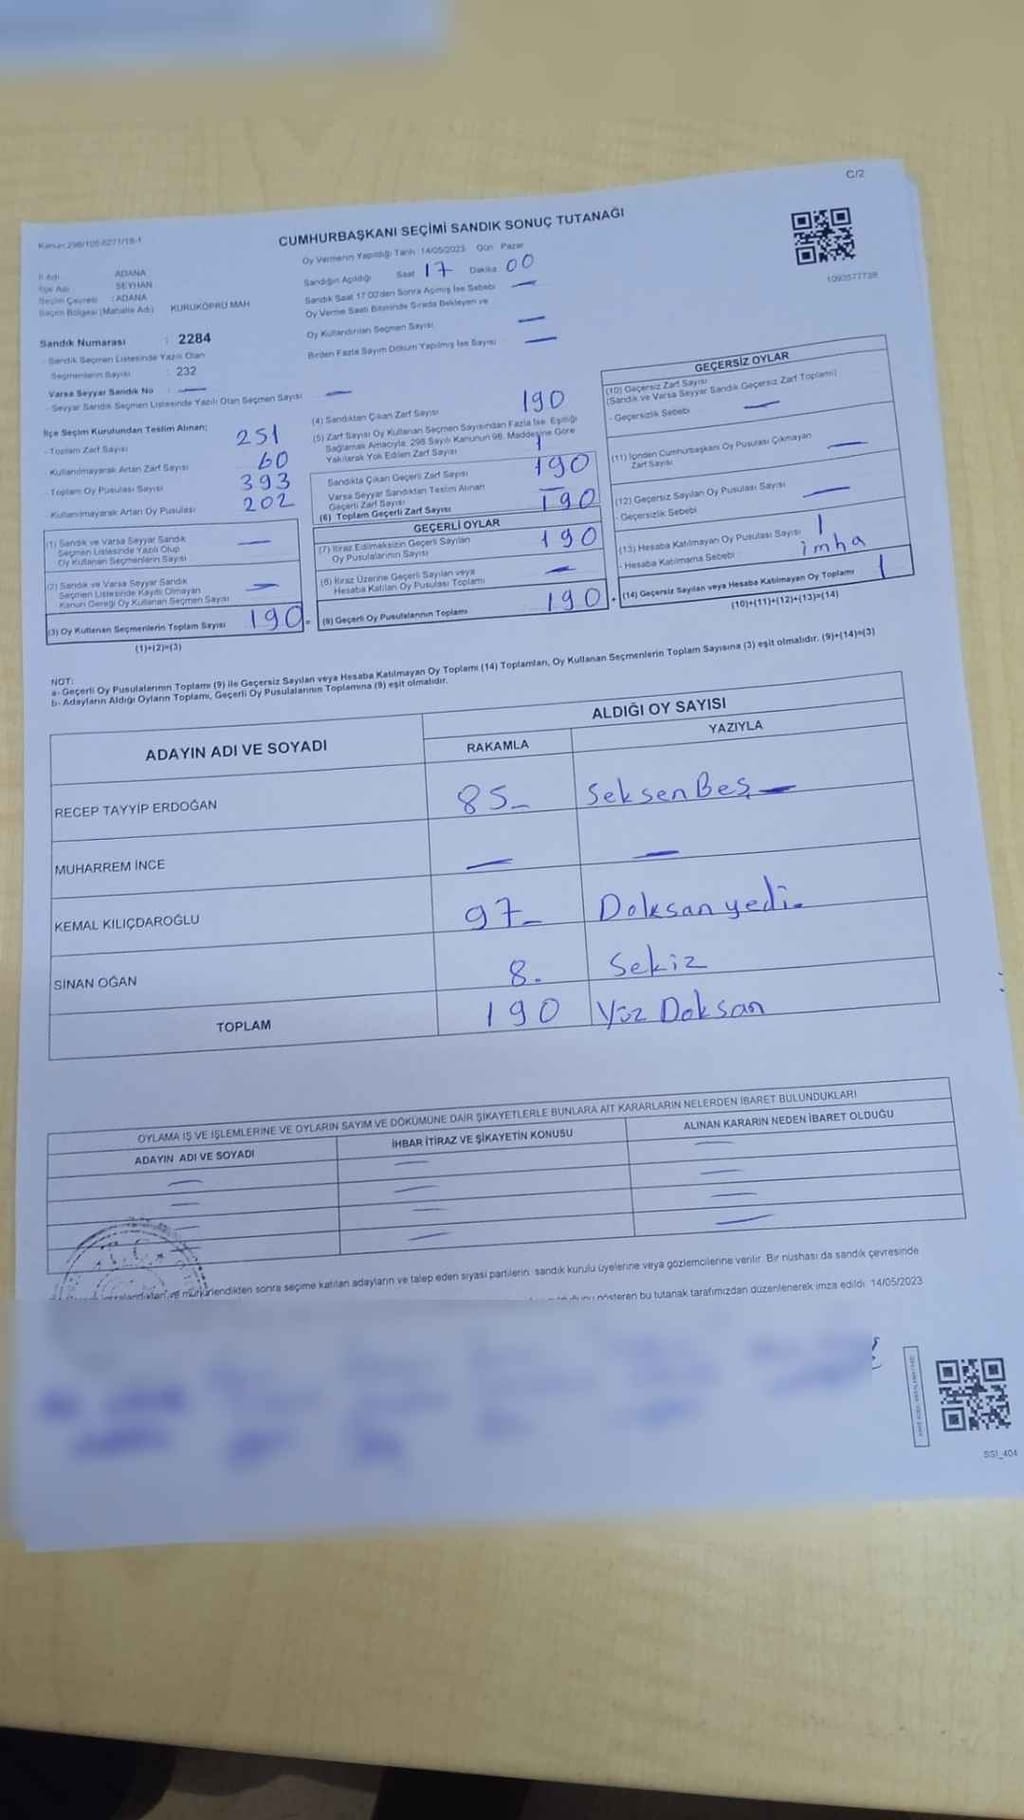 C/2
CUMHURBAŞKANI SEÇİMİ SANDIK SONUÇ TUTANAĞI
Oy Vermenin Yapıldığı Tarih :14/05/2023 Gün Pazar
Sandığın Açıldığı Saat 17 Dakika 00
Sandık Saat 17:00'den Sonra Açılmış İse Sebebi —
Oy Verme Saati Bitiminde Sırada Bekleyen ve
Oy Kullandırılan Seçmen Sayısı —
Birden Fazla Sayım Döküm Yapılmış İse Sayısı —
1093577739
İl Adı ADANA
İlçe Adı SEYHAN
Seçim Çevresi : ADANA
Seçim Bölgesi (Mahalle Adı) KURUKÖPRÜ MAH
Sandık Numarası : 2284
Sandık Seçmen Listesinde Yazılı Olan
Seçmenlerin Sayısı : 232
Varsa Seyyar Sandık No : —
- Seyyar Sandık Seçmen Listesinde Yazılı Olan Seçmen Sayısı —
İlçe Seçim Kurulundan Teslim Alınan;
- Toplam Zarf Sayısı 251
- Kullanılmayarak Artan Zarf Sayısı 60
- Toplam Oy Pusulası Sayısı 393
- Kullanılmayarak Artan Oy Pusulası 202
(1) Sandık ve Varsa Seyyar Sandık
Seçmen Listesinde Yazılı Olup
Oy Kullanan Seçmenlerin Sayısı —
(2) Sandık ve Varsa Seyyar Sandık
Seçmen Listesinde Kayıtlı Olmayan
Kanun Gereği Oy Kullanan Seçmen Sayısı —
(3) Oy Kullanan Seçmenlerin Toplam Sayısı 190
(1)+(2)=(3)
(4) Sandıktan Çıkan Zarf Sayısı 190
(5) Zarf Sayısı Oy Kullanan Seçmen Sayısından Fazla İse, Eşitliği
Sağlamak Amacıyla, 298 Sayılı Kanunun 98. Maddesine Göre
Yakılarak Yok Edilen Zarf Sayısı 1
Sandıkta Çıkan Geçerli Zarf Sayısı 190
Varsa Seyyar Sandıktan Teslim Alınan
Geçerli Zarf Sayısı —
(6) Toplam Geçerli Zarf Sayısı 190
GEÇERLİ OYLAR
(7) İtiraz Edilmeksizin Geçerli Sayılan
Oy Pusulalarının Sayısı 190
(8) İtiraz Üzerine Geçerli Sayılan veya
Hesaba Katılan Oy Pusulası Toplamı —
(9) Geçerli Oy Pusulalarının Toplamı 190 +
GEÇERSİZ OYLAR
(10) Geçersiz Zarf Sayısı
(Sandık ve Varsa Seyyar Sandık Geçersiz Zarf Toplamı)
- Geçersizlik Sebebi —
(11) İçinden Cumhurbaşkanı Oy Pusulası Çıkmayan
Zarf Sayısı —
(12) Geçersiz Sayılan Oy Pusulası Sayısı
- Geçersizlik Sebebi —
(13) Hesaba Katılmayan Oy Pusulası Sayısı 1
- Hesaba Katılmama Sebebi imha
(14) Geçersiz Sayılan veya Hesaba Katılmayan Oy Toplamı 1
(10)+(11)+(12)+(13)=(14)
NOT:
a- Geçerli Oy Pusulalarının Toplamı (9) ile Geçersiz Sayılan veya Hesaba Katılmayan Oy Toplamı (14) Toplamları, Oy Kullanan Seçmenlerin Toplam Sayısına (3) eşit olmalıdır. (9)+(14)=(3)
b- Adayların Aldığı Oyların Toplamı, Geçerli Oy Pusulalarının Toplamına (9) eşit olmalıdır.
ADAYIN ADI VE SOYADI
ALDIĞI OY SAYISI
RAKAMLA YAZIYLA
RECEP TAYYİP ERDOĞAN 85- SeksenBeş—
MUHARREM İNCE — —
KEMAL KILIÇDAROĞLU 97- Doksanyedi-
SİNAN OĞAN 8. Sekiz
TOPLAM 190 Yüz Doksan
OYLAMA İŞ VE İŞLEMLERİNE VE OYLARIN SAYIM VE DÖKÜMÜNE DAİR ŞİKAYETLERLE BUNLARA AİT KARARLARIN NELERDEN İBARET BULUNDUKLARI
ADAYIN ADI VE SOYADI İHBAR İTİRAZ VE ŞİKAYETİN KONUSU ALINAN KARARIN NEDEN İBARET OLDUĞU
mühürlendikten sonra seçime katılan adayların ve talep eden siyasi partilerin sandık kurulu üyelerine veya gözlemcilerine verilir. Bir nüshası da sandık çevresinde
gösteren bu tutanak tarafımızdan düzenlenerek imza edildi. 14/05/2023
SSI_404